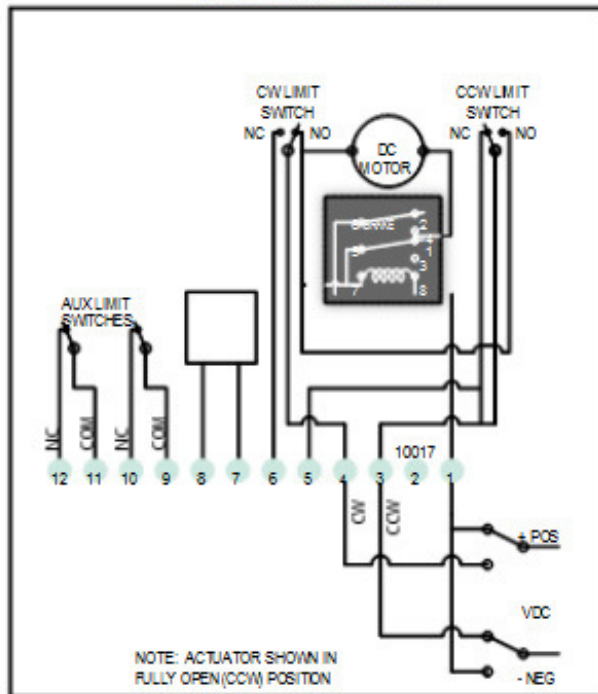 CW LIMIT
SWITCH
NC NO
CCW LIMIT
SWITCH
NC NO
DC
MOTOR
2
4
1
3
7 8
AUX LIMIT
SWITCHES
NC
COM
NC
COM
10017
12 11 10 9 8 7 6 5 4 3 2 1
CW
CCW
+ POS
VDC
- NEG
NOTE: ACTUATOR SHOWN IN
FULLY OPEN (CCW) POSITION